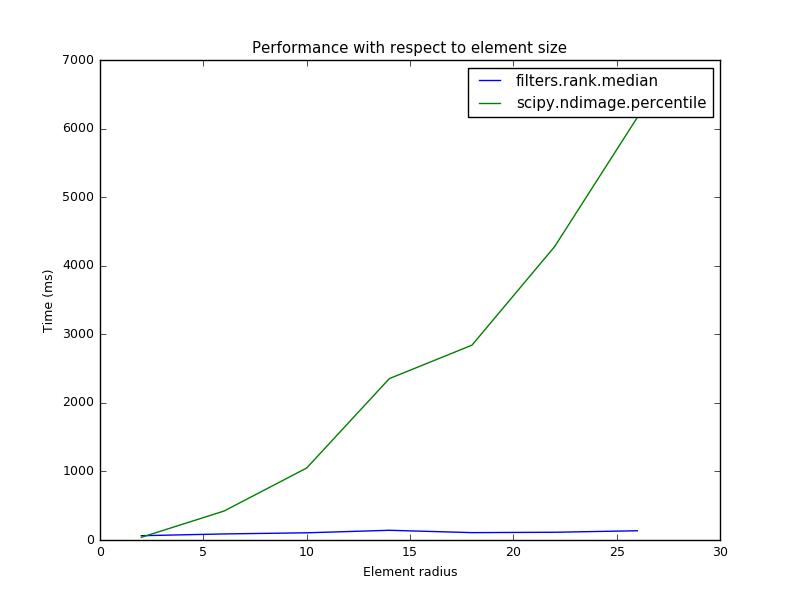 Performance with respect to element size
filters.rank.median
scipy.ndimage.percentile
7000
6000
5000
4000
3000
2000
1000
0
Time (ms)
0 5 10 15 20 25 30
Element radius